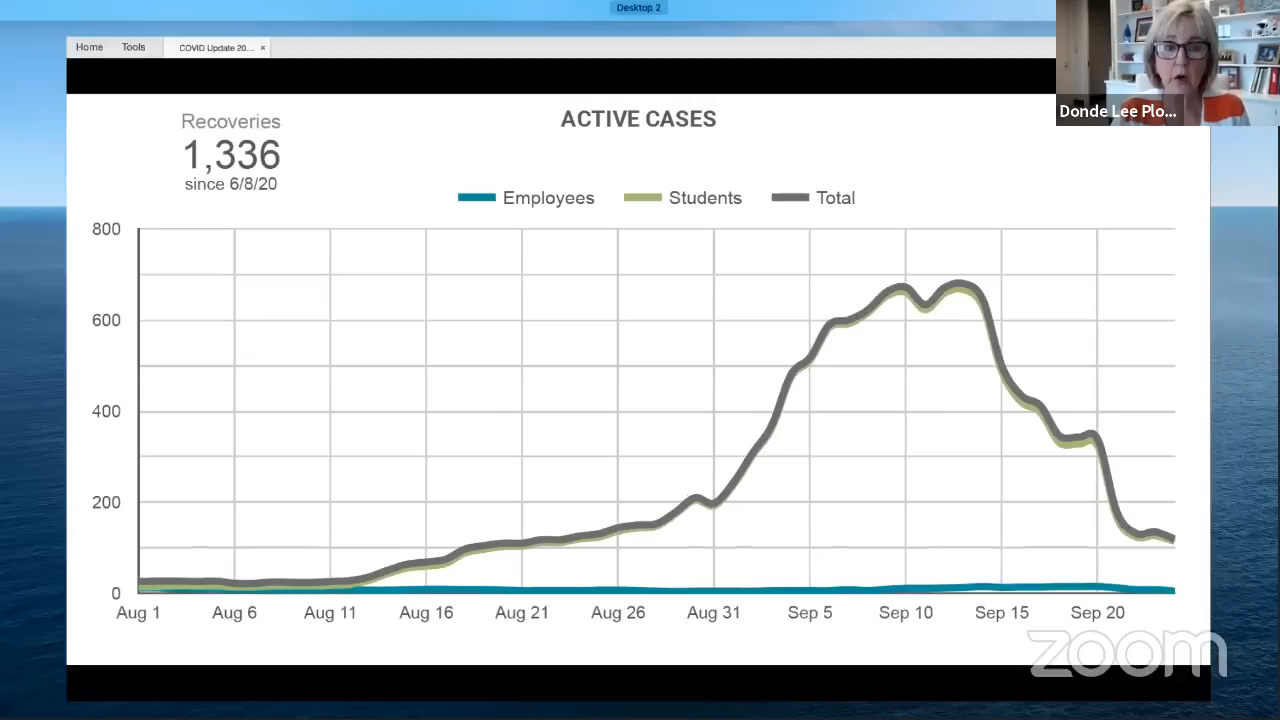 Desktop 2
Home Tools COVID Update 20... ×
Donde Lee Plo...
Recoveries
1,336
since 6/8/20
ACTIVE CASES
Employees Students Total
800
600
400
200
0
Aug 1 Aug 6 Aug 11 Aug 16 Aug 21 Aug 26 Aug 31 Sep 5 Sep 10 Sep 15 Sep 20
zoom